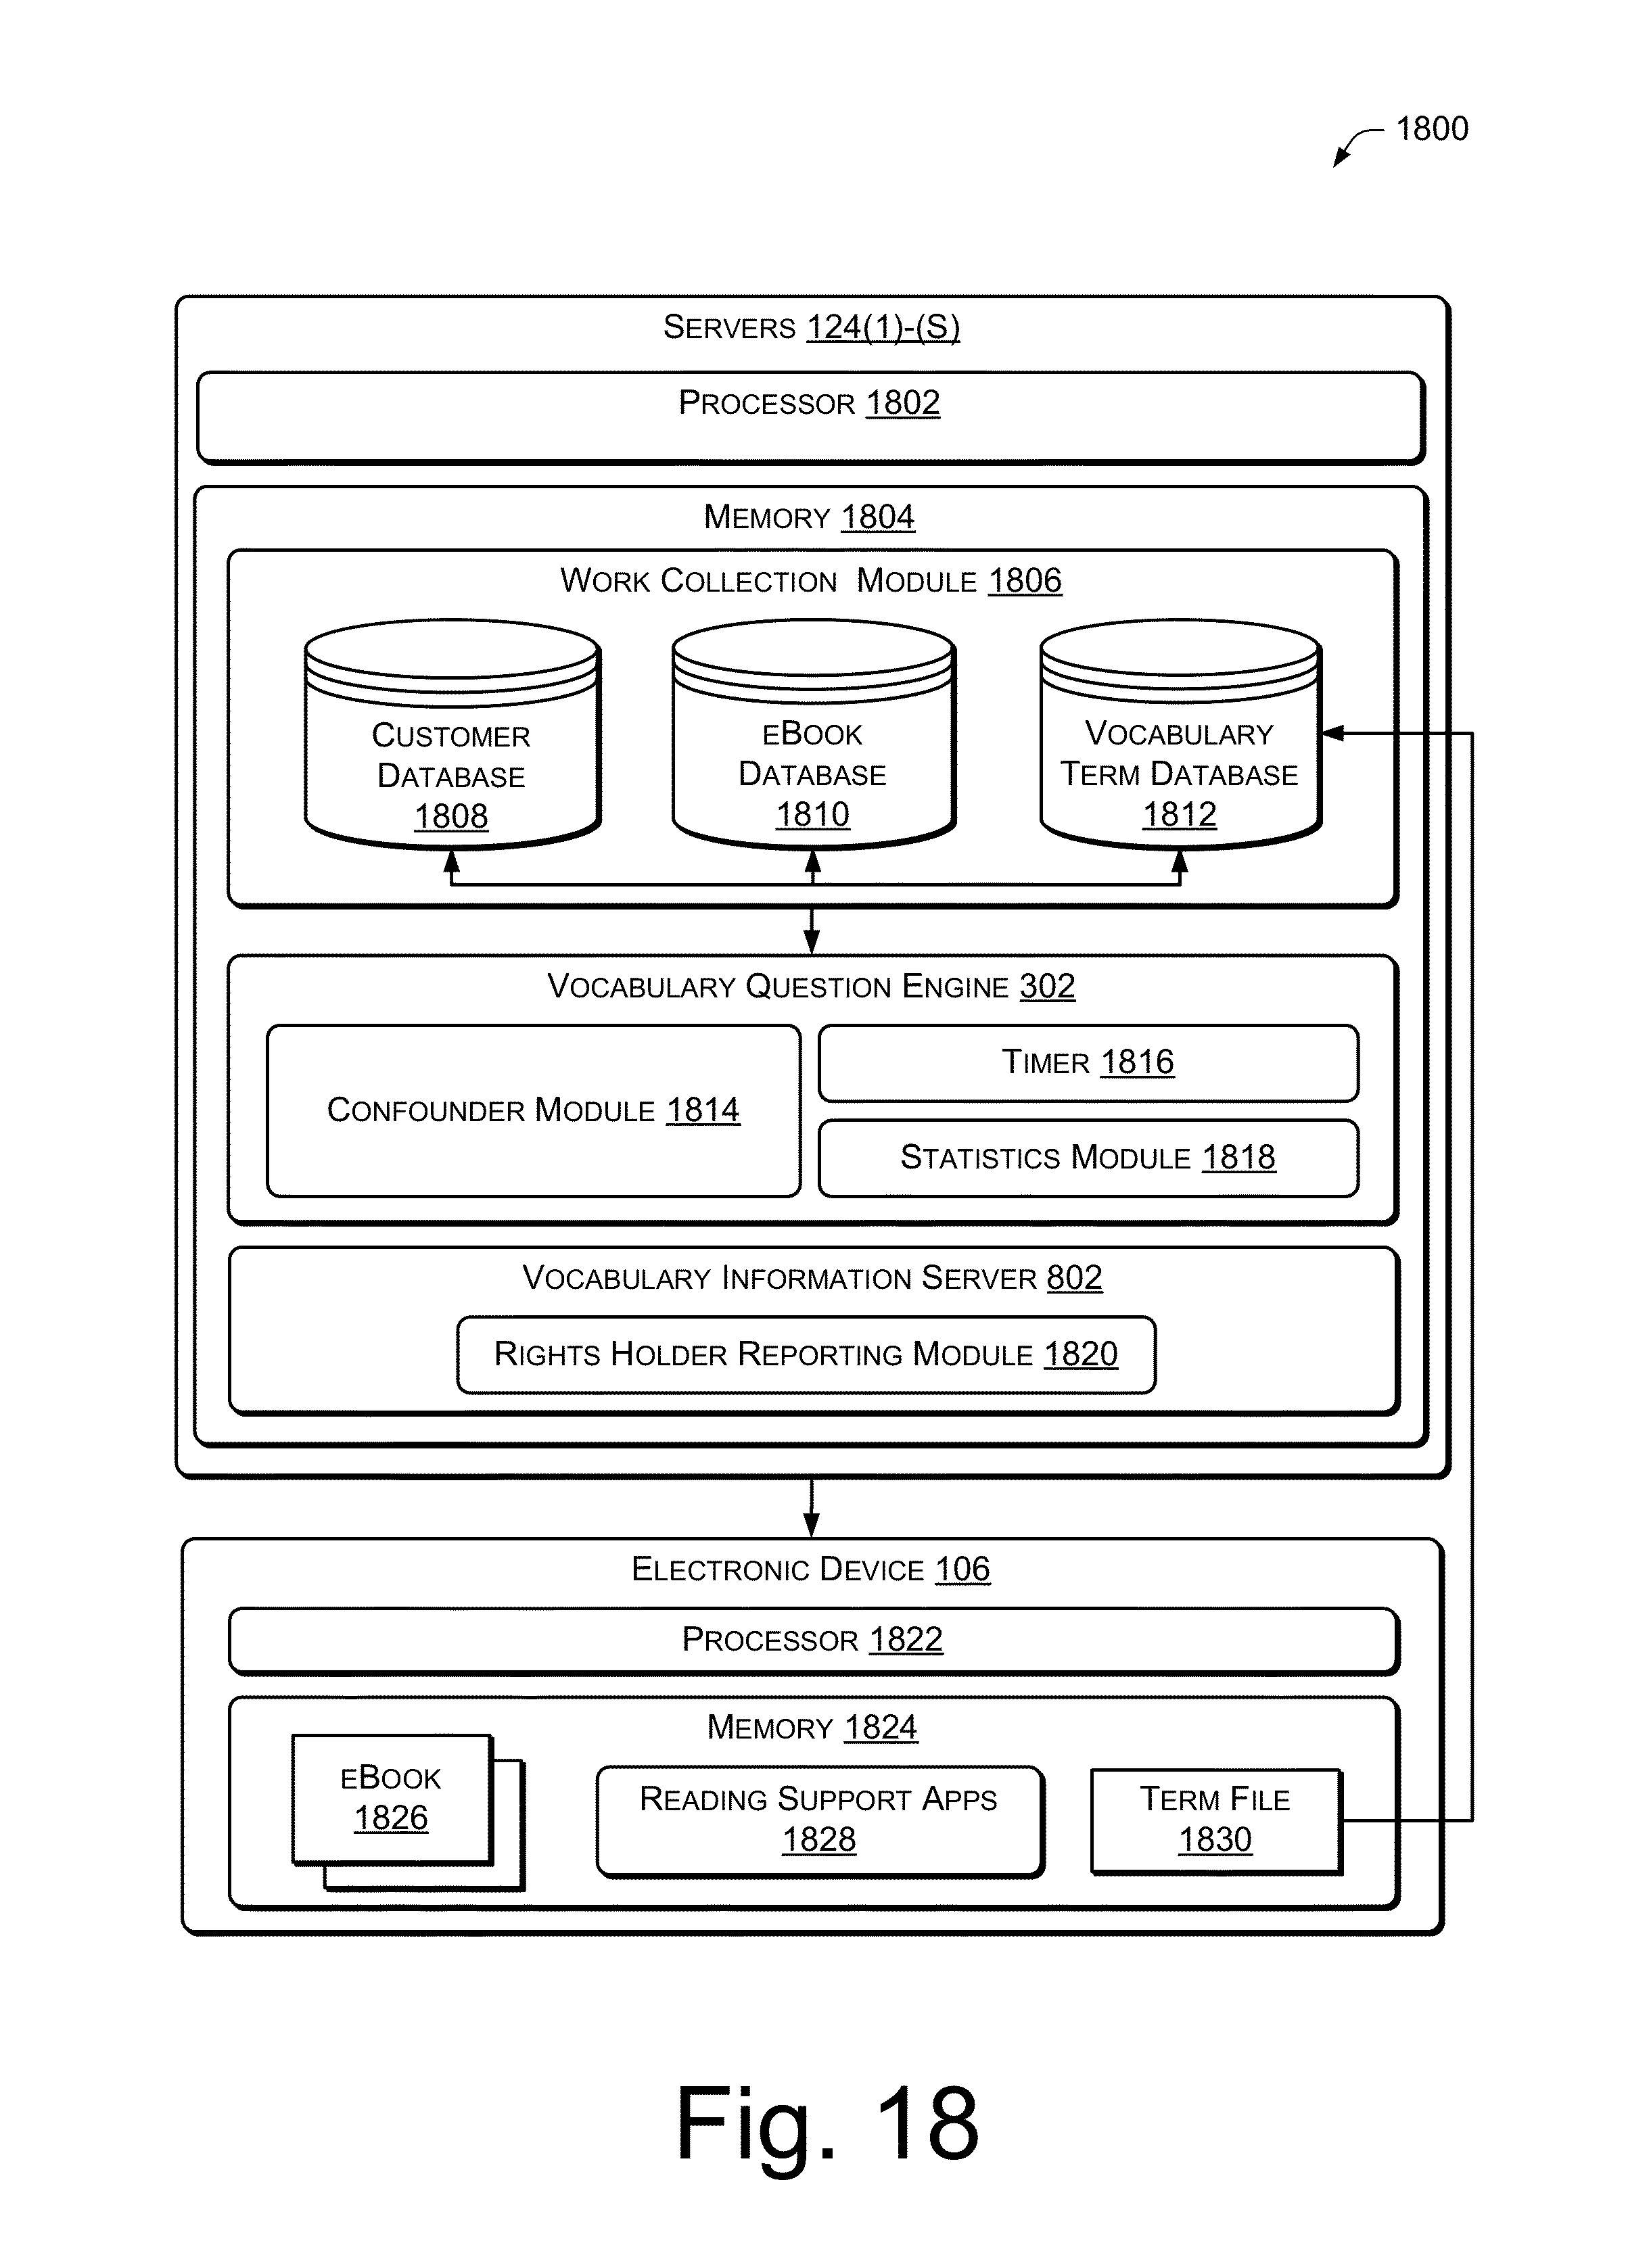 1800
SERVERS 124(1)-(S)
PROCESSOR 1802
MEMORY 1804
WORK COLLECTION MODULE 1806
CUSTOMER
DATABASE
1808
EBOOK
DATABASE
1810
VOCABULARY
TERM DATABASE
1812
VOCABULARY QUESTION ENGINE 302
CONFOUNDER MODULE 1814
TIMER 1816
STATISTICS MODULE 1818
VOCABULARY INFORMATION SERVER 802
RIGHTS HOLDER REPORTING MODULE 1820
ELECTRONIC DEVICE 106
PROCESSOR 1822
MEMORY 1824
EBOOK
1826
READING SUPPORT APPS
1828
TERM FILE
1830
Fig. 18